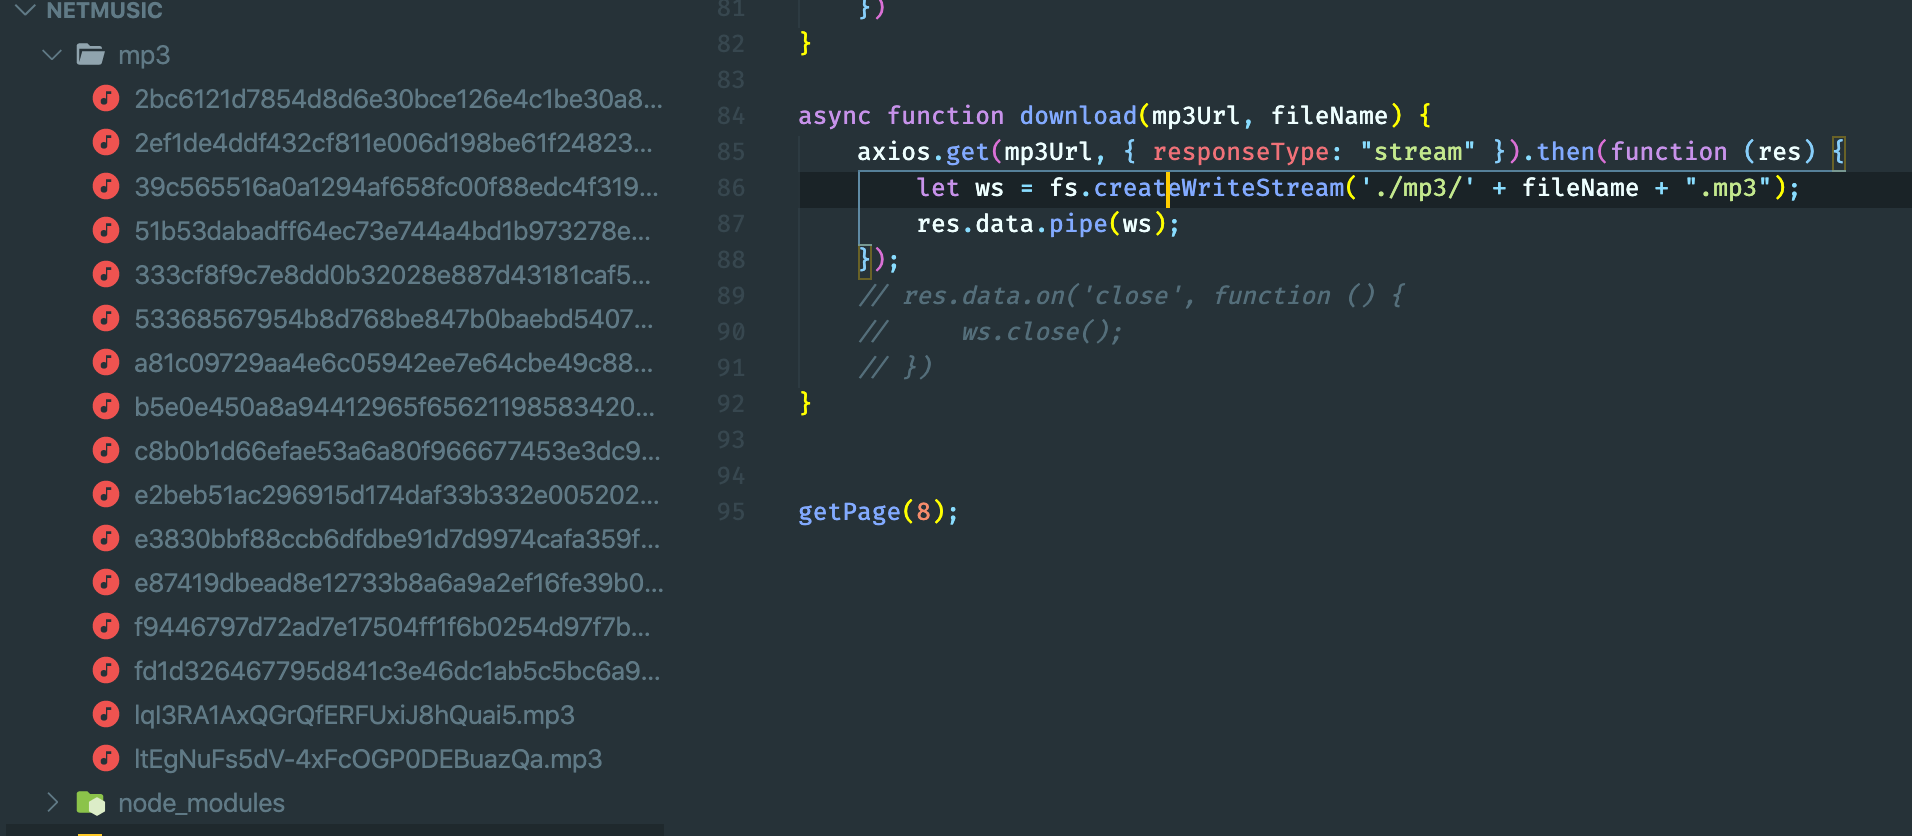 NETMUSIC
mp3
2bc6121d7854d8d6e30bce126e4c1be30a8...
2ef1de4ddf432cf811e006d198be61f24823...
39c565516a0a1294af658fc00f88edc4f319...
51b53dabadff64ec73e744a4bd1b973278e...
333cf8f9c7e8dd0b32028e887d43181caf5...
53368567954b8d768be847b0baebd5407...
a81c09729aa4e6c05942ee7e64cbe49c88...
b5e0e450a8a94412965f65621198583420...
c8b0b1d66efae53a6a80f966677453e3dc9...
e2beb51ac296915d174daf33b332e005202...
e3830bbf88ccb6dfdbe91d7d9974cafa359f...
e87419dbead8e12733b8a6a9a2ef16fe39b0...
f9446797d72ad7e17504ff1f6b0254d97f7b...
fd1d326467795d841c3e46dc1ab5c5bc6a9...
lqI3RA1AxQGrQfERFUxiJ8hQuai5.mp3
ltEgNuFs5dV-4xFcOGP0DEBuazQa.mp3
node_modules
81 })
82 }
83
84 async function download(mp3Url, fileName) {
85 axios.get(mp3Url, { responseType: "stream" }).then(function (res) {
86 let ws = fs.createWriteStream('./mp3/' + fileName + ".mp3");
87 res.data.pipe(ws);
88 });
89 // res.data.on('close', function () {
90 // ws.close();
91 // })
92 }
93
94
95 getPage(8);